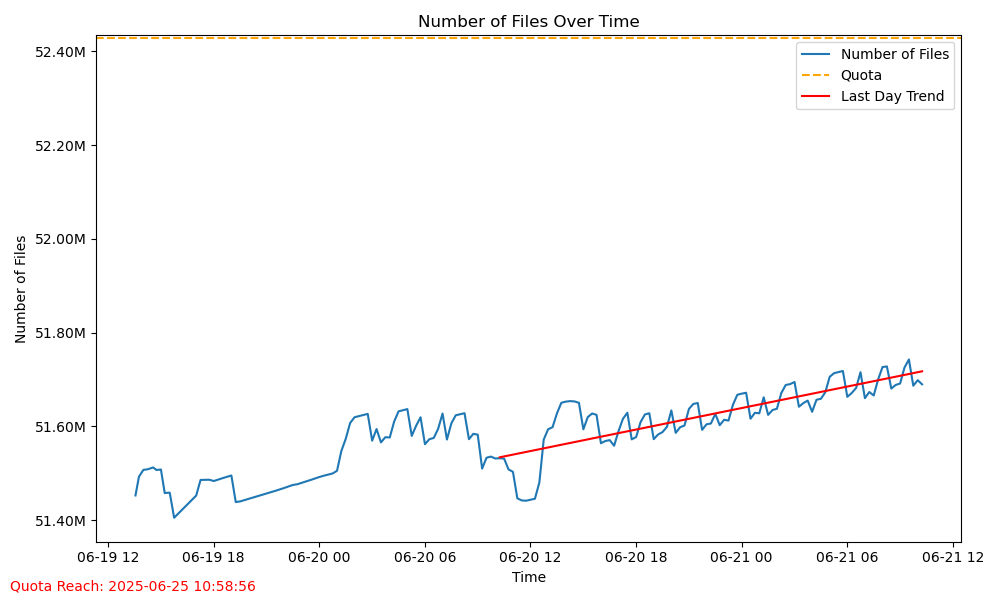 Number of Files Over Time
Number of Files
52.40M
52.20M
52.00M
51.80M
51.60M
51.40M
Number of Files
Quota
Last Day Trend
06-19 12
06-19 18
06-20 00
06-20 06
06-20 12
06-20 18
06-21 00
06-21 06
06-21 12
Time
Quota Reach: 2025-06-25 10:58:56